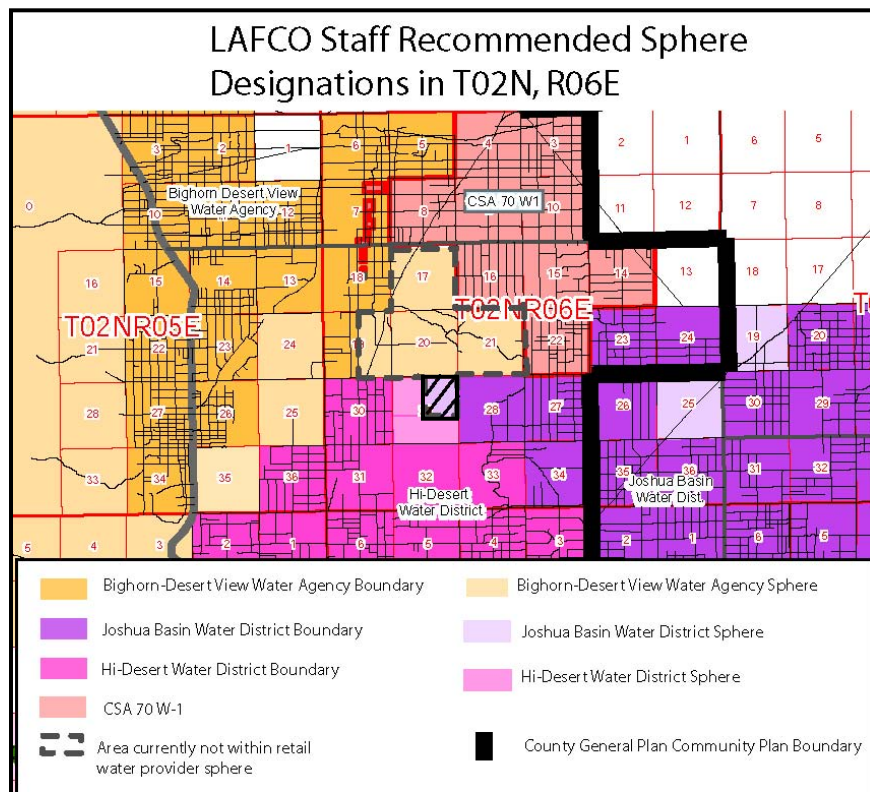 LAFCO Staff Recommended Sphere
Designations in T02N, R06E
3 2 1 6 5 4 3 2 1 6 5
Bighorn Desert View
Water Agency
0 10 12 7 8 10 11 12 7 8
CSA 70 W1
16 15 14 13 18 17 16 15 14 13 18 17
T02NR05E
T02NR06E
21 22 23 24 19 20 21 22 23 24 19 20
28 27 26 25 30 28 27 26 25 30 29
33 34 35 36 31 32 33 34 35 36 31 32
Hi-Desert
Water District
Joshua Basin
Water Dist.
5 4 3 2 1 6 5 4 3 2 1 6 5
Bighorn-Desert View Water Agency Boundary
Joshua Basin Water District Boundary
Hi-Desert Water District Boundary
CSA 70 W-1
Area currently not within retail
water provider sphere
Bighorn-Desert View Water Agency Sphere
Joshua Basin Water District Sphere
Hi-Desert Water District Sphere
County General Plan Community Plan Boundary